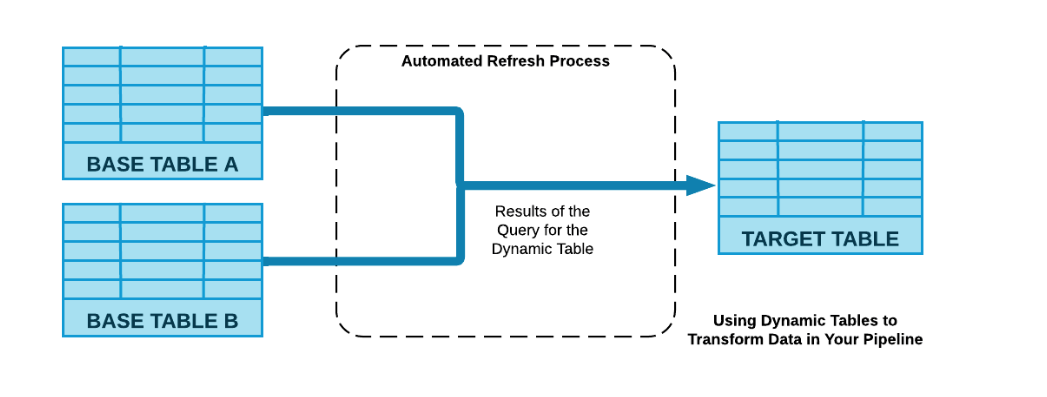 Automated Refresh Process
BASE TABLE A
Results of the
Query for the
Dynamic Table
TARGET TABLE
BASE TABLE B
Using Dynamic Tables to
Transform Data in Your Pipeline